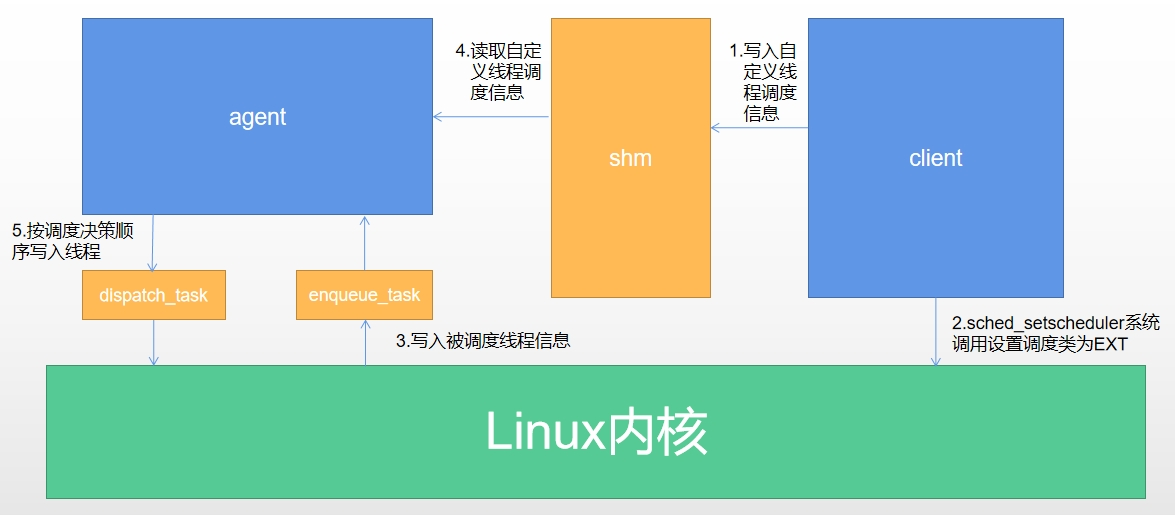 agent
4.读取自定
义线程调
度信息
shm
1.写入自
定义线
程调度
信息
client
5.按调度决策顺
序写入线程
dispatch_task
enqueue_task
3.写入被调度线程信息
2.sched_setscheduler系统
调用设置调度类为EXT
Linux内核